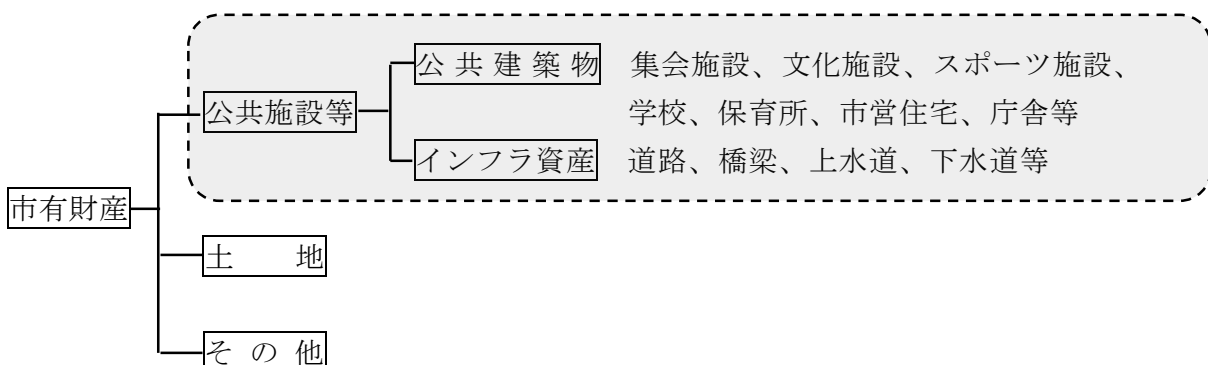 公共建築物 集会施設、文化施設、スポーツ施設、
公共施設等 学校、保育所、市営住宅、庁舎等
インフラ資産 道路、橋梁、上水道、下水道等
市有財産
土地
その他